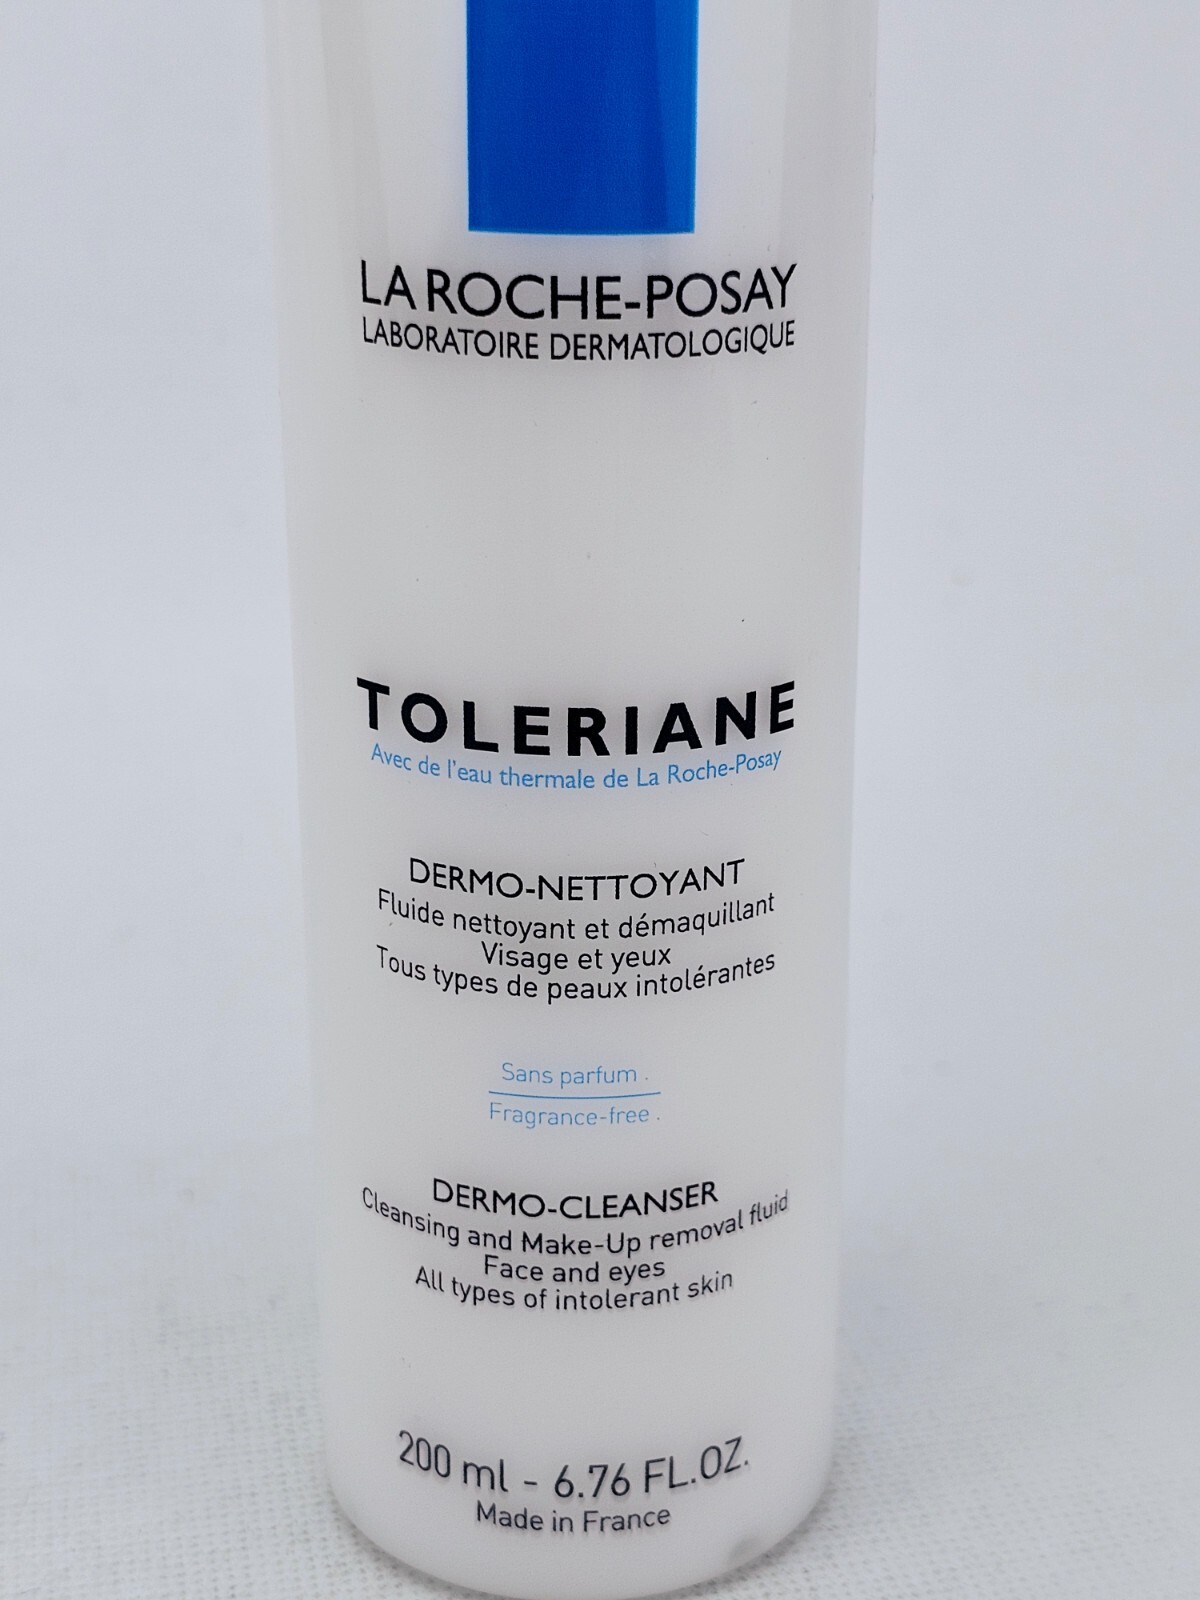 LA ROCHE-POSAY
LABORATOIRE DERMATOLOGIQUE
TOLERIANE
Avec de l'eau thermale de La Roche-Posay
DERMO-NETTOYANT
Fluide nettoyant et démaquillant
Visage et yeux
Tous types de peaux intolérantes
Sans parfum .
Fragrance-free .
DERMO-CLEANSER
Cleansing and Make-Up removal fluid
Face and eyes
All types of intolerant skin
200 ml - 6.76 FL.OZ.
Made in France